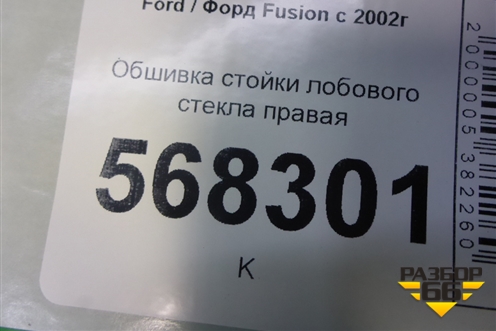 Ford / Форд Fusion с 2002г
Обшивка стойки лобового
стекла правая
568301
К
2000005382260
РАЗБОР
66